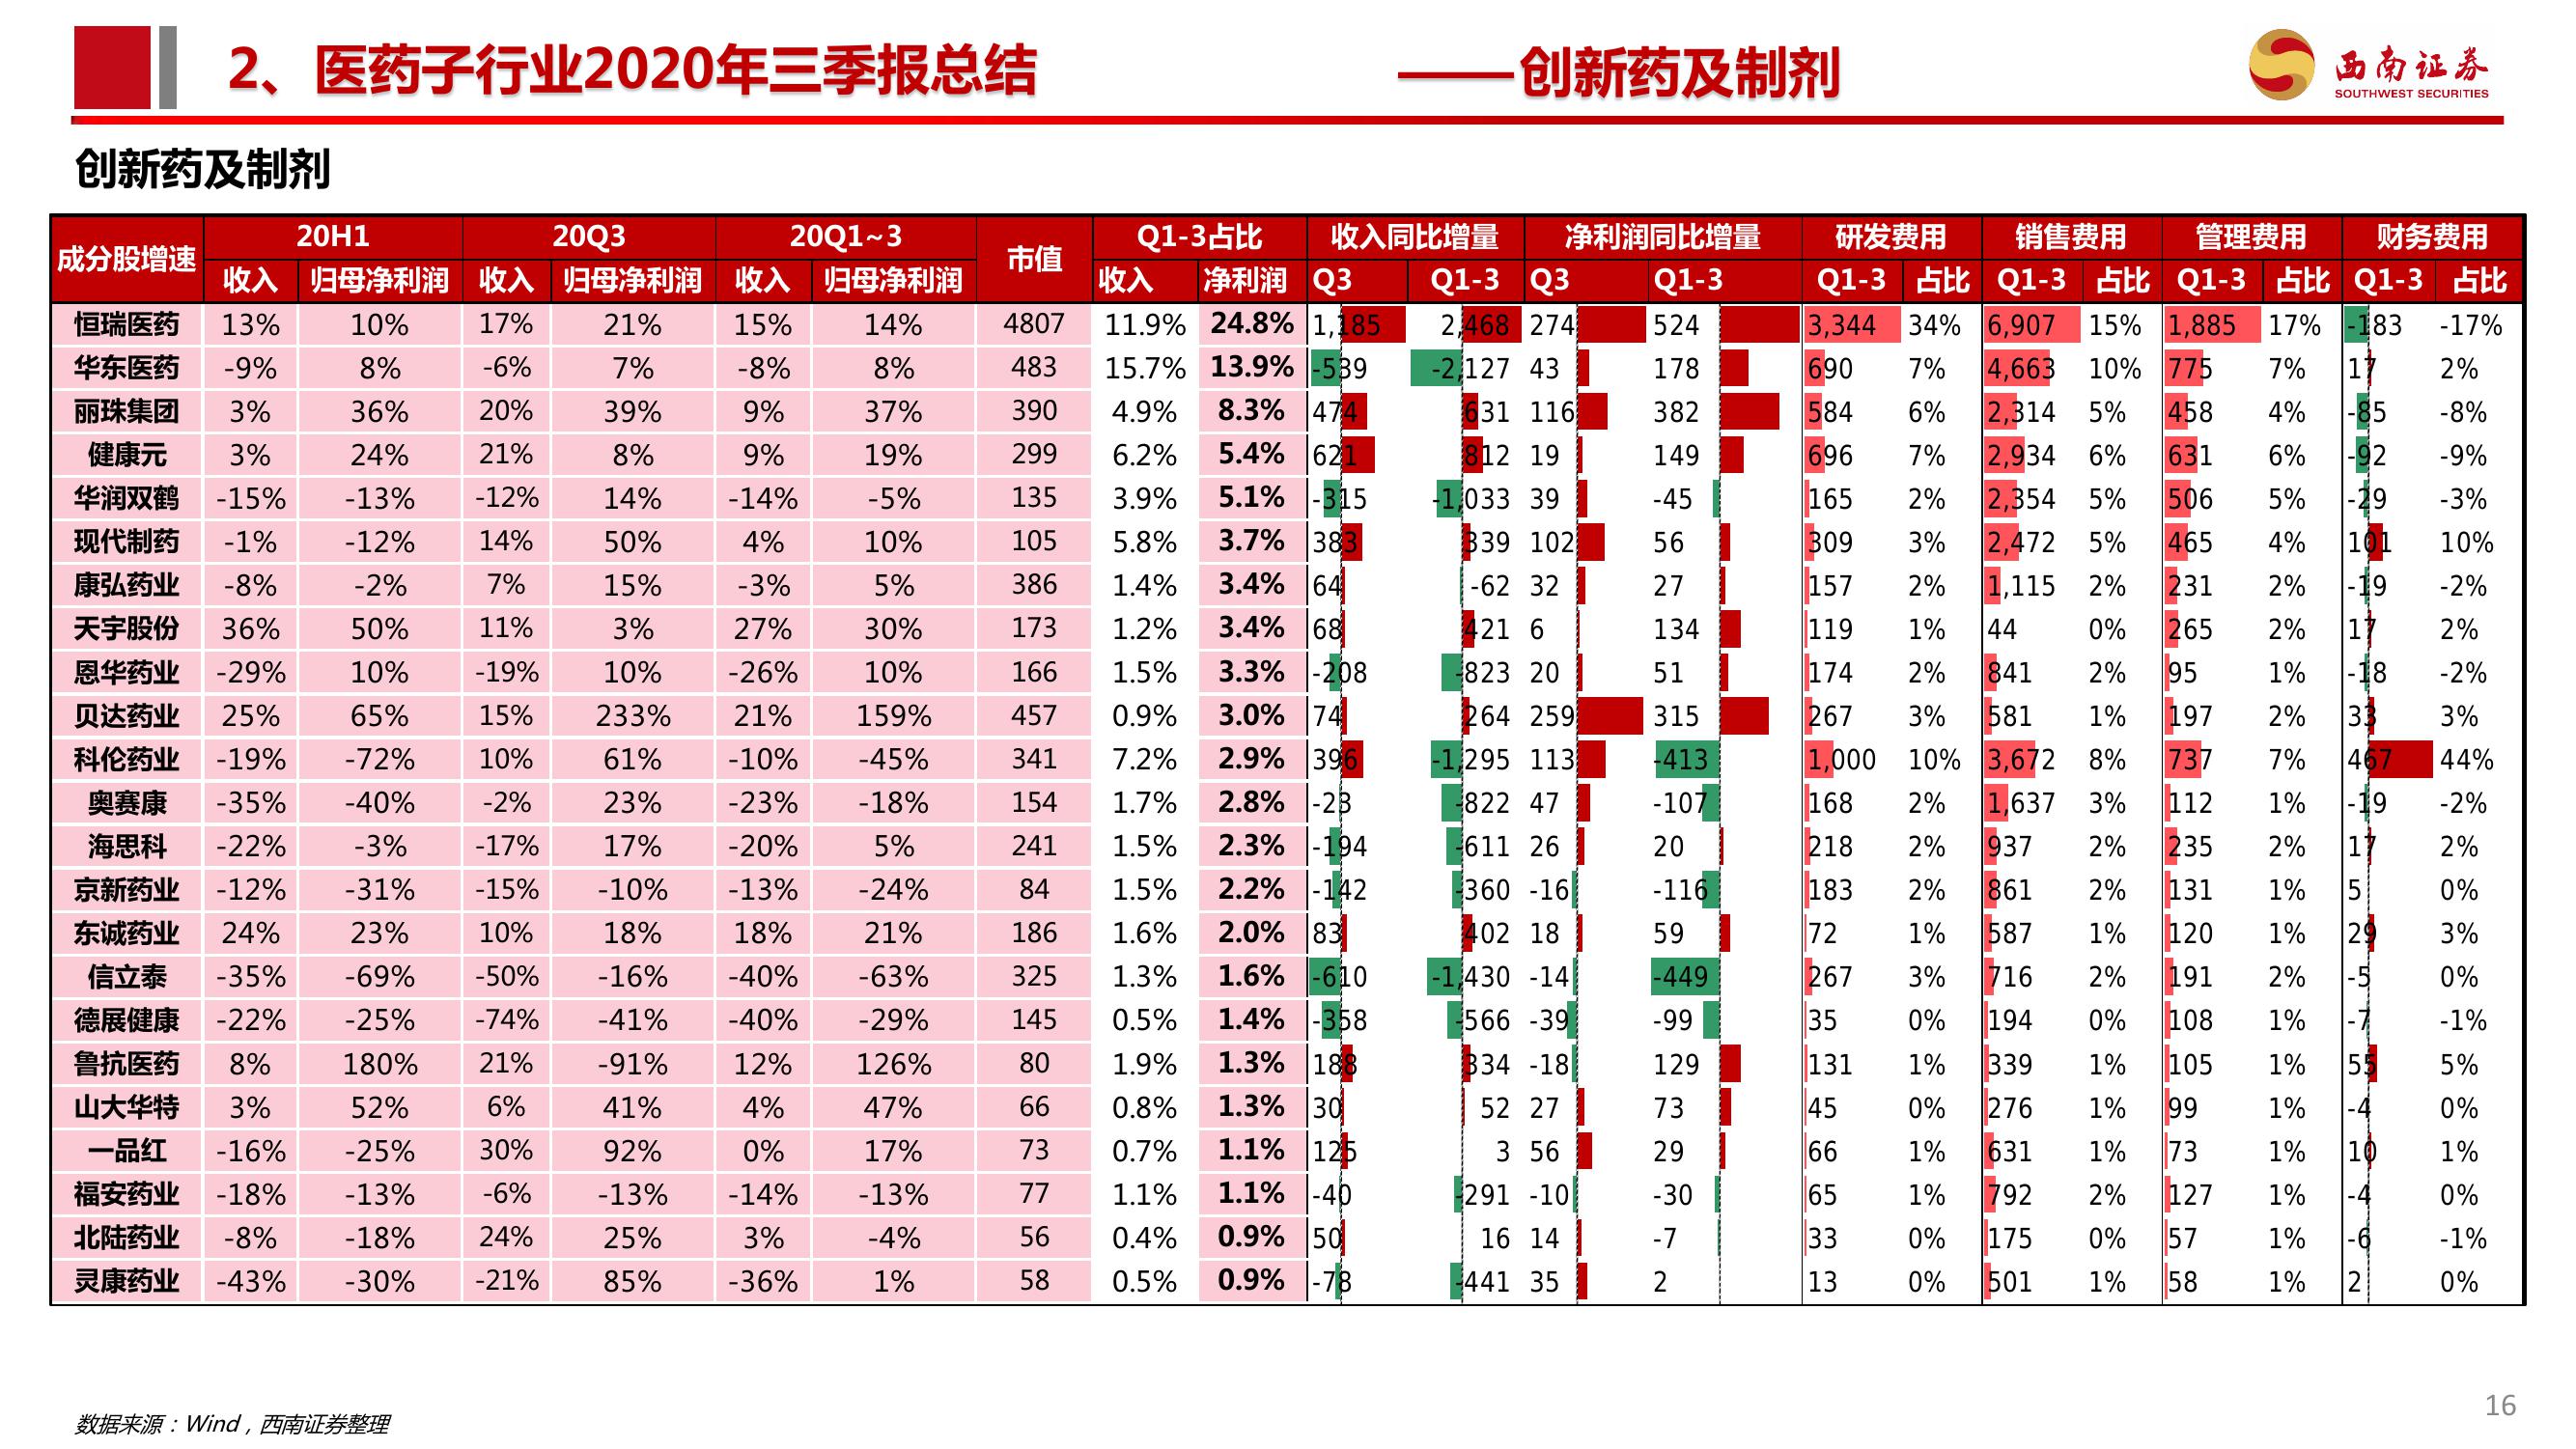 2、医药子行业2020年三季报总结 ——创新药及制剂
西南证券
SOUTHWEST SECURITIES
创新药及制剂
成分股增速 20H1 20Q3 20Q1~3 市值 Q1-3占比 收入同比增量 净利润同比增量 研发费用 销售费用 管理费用 财务费用
收入 归母净利润 收入 归母净利润 收入 归母净利润 收入 净利润 Q3 Q1-3 Q3 Q1-3 Q1-3 占比 Q1-3 占比 Q1-3 占比 Q1-3 占比
恒瑞医药 13% 10% 17% 21% 15% 14% 4807 11.9% 24.8% 1,185 2,468 274 524 3,344 34% 6,907 15% 1,885 17% -183 -17%
华东医药 -9% 8% -6% 7% -8% 8% 483 15.7% 13.9% -539 -2,127 43 178 690 7% 4,663 10% 775 7% 17 2%
丽珠集团 3% 36% 20% 39% 9% 37% 390 4.9% 8.3% 474 631 116 382 584 6% 2,314 5% 458 4% -85 -8%
健康元 3% 24% 21% 8% 9% 19% 299 6.2% 5.4% 621 812 19 149 696 7% 2,934 6% 631 6% -92 -9%
华润双鹤 -15% -13% -12% 14% -14% -5% 135 3.9% 5.1% -315 -1,033 39 -45 165 2% 2,354 5% 506 5% -29 -3%
现代制药 -1% -12% 14% 50% 4% 10% 105 5.8% 3.7% 383 339 102 56 309 3% 2,472 5% 465 4% 101 10%
康弘药业 -8% -2% 7% 15% -3% 5% 386 1.4% 3.4% 64 -62 32 27 157 2% 1,115 2% 231 2% -19 -2%
天宇股份 36% 50% 11% 3% 27% 30% 173 1.2% 3.4% 68 421 6 134 119 1% 44 0% 265 2% 17 2%
恩华药业 -29% 10% -19% 10% -26% 10% 166 1.5% 3.3% -208 -823 20 51 174 2% 841 2% 95 1% -18 -2%
贝达药业 25% 65% 15% 233% 21% 159% 457 0.9% 3.0% 74 264 259 315 267 3% 581 1% 197 2% 33 3%
科伦药业 -19% -72% 10% 61% -10% -45% 341 7.2% 2.9% 396 -1,295 113 -413 1,000 10% 3,672 8% 737 7% 467 44%
奥赛康 -35% -40% -2% 23% -23% -18% 154 1.7% 2.8% -23 -822 47 -107 168 2% 1,637 3% 112 1% -19 -2%
海思科 -22% -3% -17% 17% -20% 5% 241 1.5% 2.3% -194 -611 26 20 218 2% 937 2% 235 2% 17 2%
京新药业 -12% -31% -15% -10% -13% -24% 84 1.5% 2.2% -142 -360 -16 -116 183 2% 861 2% 131 1% 5 0%
东诚药业 24% 23% 10% 18% 18% 21% 186 1.6% 2.0% 83 402 18 59 72 1% 587 1% 120 1% 29 3%
信立泰 -35% -69% -50% -16% -40% -63% 325 1.3% 1.6% -610 -1,430 -14 -449 267 3% 716 2% 191 2% -5 0%
德展健康 -22% -25% -74% -41% -40% -29% 145 0.5% 1.4% -358 -566 -39 -99 35 0% 194 0% 108 1% -7 -1%
鲁抗医药 8% 180% 21% -91% 12% 126% 80 1.9% 1.3% 188 334 -18 129 131 1% 339 1% 105 1% 55 5%
山大华特 3% 52% 6% 41% 4% 47% 66 0.8% 1.3% 30 52 27 73 45 0% 276 1% 99 1% -4 0%
一品红 -16% -25% 30% 92% 0% 17% 73 0.7% 1.1% 125 3 56 29 66 1% 631 1% 73 1% 10 1%
福安药业 -18% -13% -6% -13% -14% -13% 77 1.1% 1.1% -40 -291 -10 -30 65 1% 792 2% 127 1% -4 0%
北陆药业 -8% -18% 24% 25% 3% -4% 56 0.4% 0.9% 50 16 14 -7 33 0% 175 0% 57 1% -6 -1%
灵康药业 -43% -30% -21% 85% -36% 1% 58 0.5% 0.9% -78 -441 35 2 13 0% 501 1% 58 1% 2 0%
数据来源：Wind，西南证券整理
16